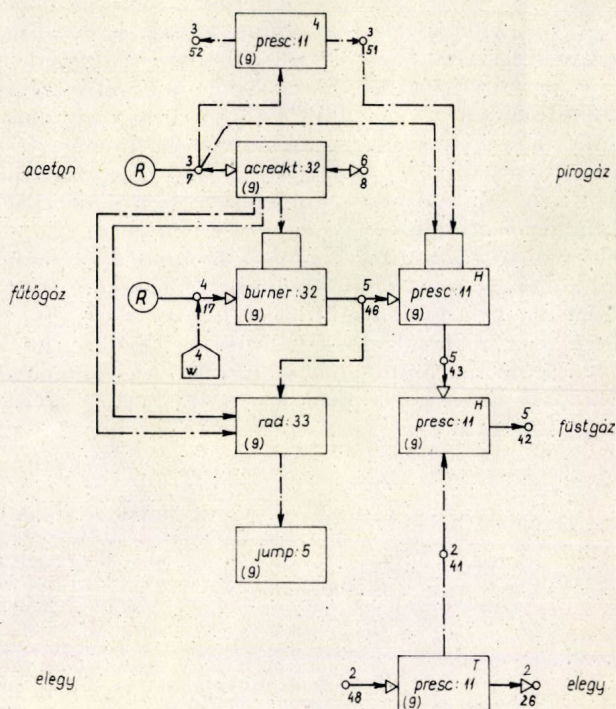 3 4 3
52 presc:11 51
(9)
aceton R 3 acreakt:32 6 pirogáz
7 (9) 8
fűtőgáz R 4 burner:32 5 presc:11 H
17 (9) 46 (9)
4
w
5
43
rad:33 presc:11 H 5 füstgáz
(9) (9) 42
jump:5 2
(9) 41
elegy 2 presc:11 T 2 elegy
48 (9) 26